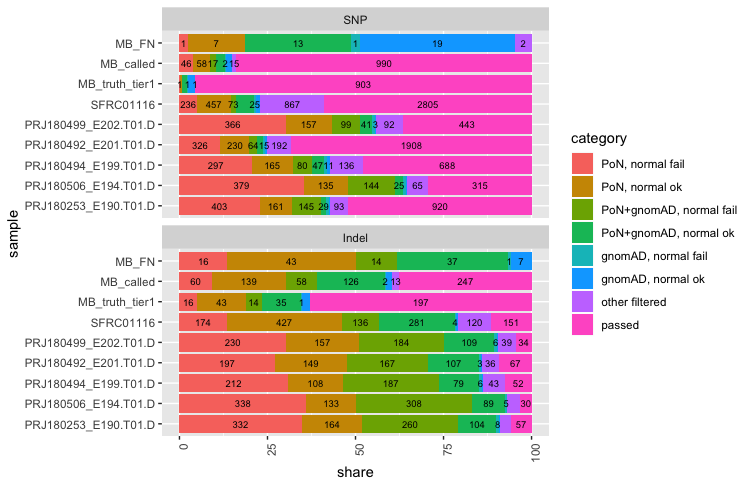 SNP
MB_FN 1 7 13 1 19 2
MB_called 46 58 17 2 15 990
MB_truth_tier1 1 1 1 903
SFRC01116 236 457 73 25 867 2805
PRJ180499_E202.T01.D 366 157 99 41 3 92 443
PRJ180492_E201.T01.D 326 230 64 15 192 1908
PRJ180494_E199.T01.D 297 165 80 47 11 136 688
PRJ180506_E194.T01.D 379 135 144 25 65 315
PRJ180253_E190.T01.D 403 161 145 29 93 920
Indel
MB_FN 16 43 14 37 1 7
MB_called 60 139 58 126 2 13 247
MB_truth_tier1 16 43 14 35 1 197
SFRC01116 174 427 136 281 4 120 151
PRJ180499_E202.T01.D 230 157 184 109 6 39 34
PRJ180492_E201.T01.D 197 149 167 107 3 36 67
PRJ180494_E199.T01.D 212 108 187 79 6 43 52
PRJ180506_E194.T01.D 338 133 308 89 5 30
PRJ180253_E190.T01.D 332 164 260 104 8 57
0 25 50 75 100
share
sample
category
PoN, normal fail
PoN, normal ok
PoN+gnomAD, normal fail
PoN+gnomAD, normal ok
gnomAD, normal fail
gnomAD, normal ok
other filtered
passed